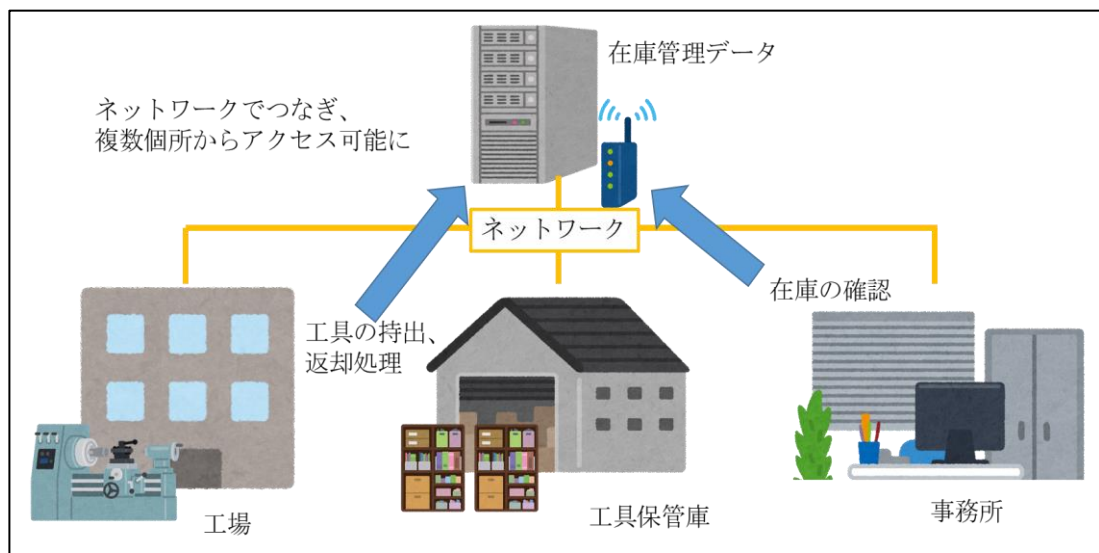 在庫管理データ
ネットワークでつなぎ、
複数個所からアクセス可能に
ネットワーク
在庫の確認
工具の持出、
返却処理
工場
工具保管庫
事務所